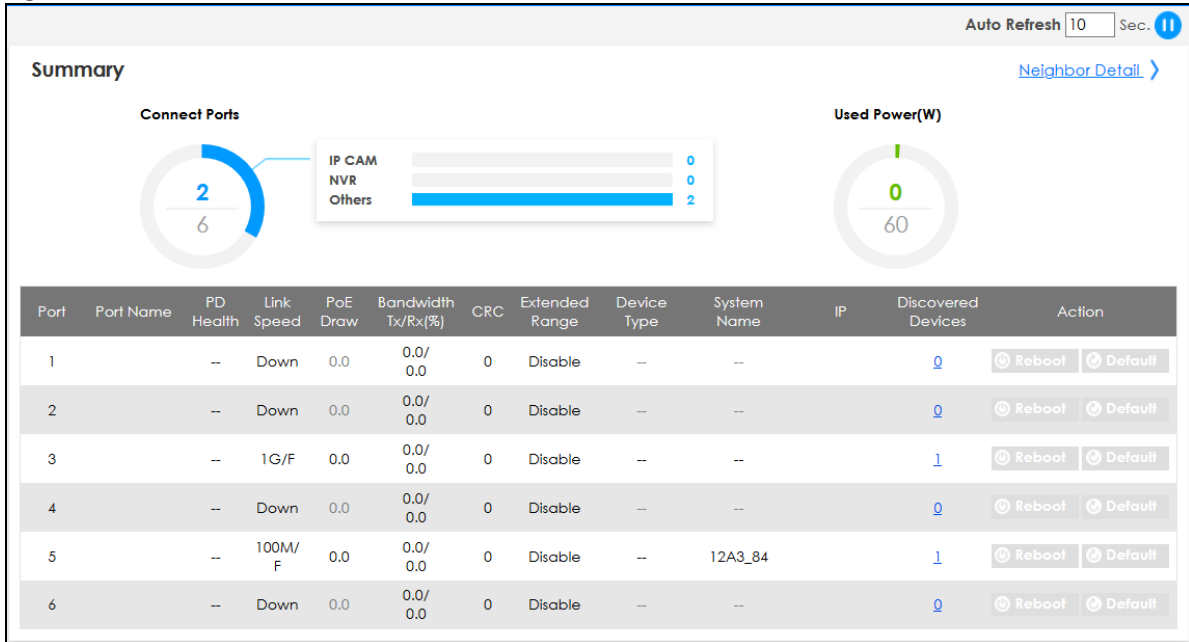 Auto Refresh 10 Sec.
Summary
Neighbor Detail
Connect Ports
Used Power(W)
IP CAM 0
NVR 0
Others 2
2
6
0
60
Port Port Name PD Health Link Speed PoE Draw Bandwidth Tx/Rx(%) CRC Extended Range Device Type System Name IP Discovered Devices Action
1 -- Down 0.0 0.0/ 0.0 0 Disable -- -- 0 Reboot Default
2 -- Down 0.0 0.0/ 0.0 0 Disable -- -- 0 Reboot Default
3 -- 1G/F 0.0 0.0/ 0.0 0 Disable -- -- 1 Reboot Default
4 -- Down 0.0 0.0/ 0.0 0 Disable -- -- 0 Reboot Default
5 -- 100M/ F 0.0 0.0/ 0.0 0 Disable -- 12A3_84 1 Reboot Default
6 -- Down 0.0 0.0/ 0.0 0 Disable -- -- 0 Reboot Default